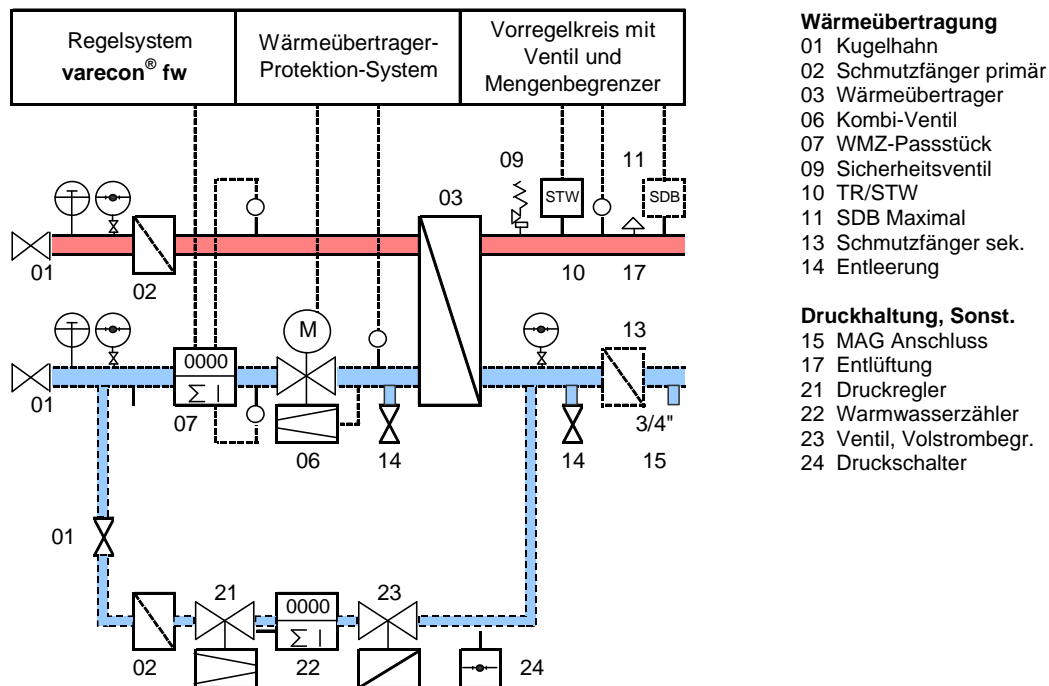 Regelsystem
varecon® fw
Wärmeübertrager-
Protektion-System
Vorregelkreis mit
Ventil und
Mengenbegrenzer
09
11
03
STW
SDB
01
02
10
17
M
13
0000
Σ I
01
07
06
14
3/4"
14
15
01
21
23
0000
Σ I
02
22
24
Wärmeübertragung
01 Kugelhahn
02 Schmutzfänger primär
03 Wärmeübertrager
06 Kombi-Ventil
07 WMZ-Passstück
09 Sicherheitsventil
10 TR/STW
11 SDB Maximal
13 Schmutzfänger sek.
14 Entleerung
Druckhaltung, Sonst.
15 MAG Anschluss
17 Entlüftung
21 Druckregler
22 Warmwasserzähler
23 Ventil, Volstrombegr.
24 Druckschalter